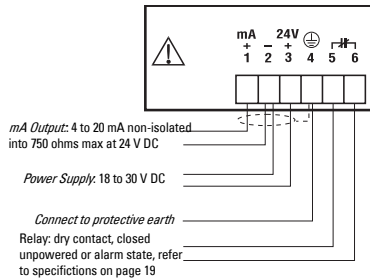 mA 24V
+ − +
1 2 3 4 5 6
mA Output:: 4 to 20 mA non-isolated
into 750 ohms max at 24 V DC
Power Supply: 18 to 30 V DC
Connect to protective earth
Relay: dry contact, closed
unpowered or alarm state, refer
to specifictions on page 19